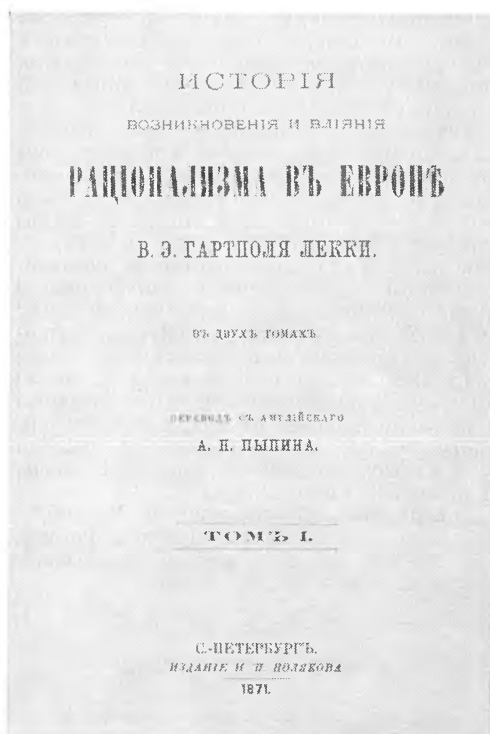 ИСТОРІЯ
ВОЗНИКНОВЕНІЯ И ВЛІЯНІЯ
РАЦІОНАЛИЗМА ВЪ ЕВРОПѢ
В. Э. ГАРТПОЛЯ ЛЕККИ.
ВЪ ДВУХЪ ТОМАХЪ
ПЕРЕВОДЪ СЪ АНГЛІЙСКАГО
А. Н. ПЫПИНА.
ТОМЪ I.
С.-ПЕТЕРБУРГЪ.
ИЗДАНІЕ Н П ПОЛЯКОВА
1871.